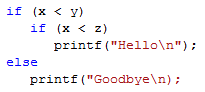 if (x < y)
if (x < z)
printf("Hello\n");
else
printf("Goodbye\n);